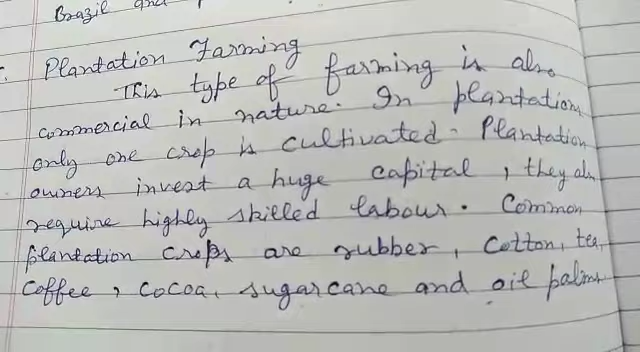 Brazil and
Plantation Farming
This type of farming is also
commercial in nature. In plantation,
only one crop is cultivated. Plantation
owners invest a huge capital, they also
require highly skilled labour. Common
plantation crops are rubber, cotton, tea,
coffee, cocoa, sugarcane and oil palms